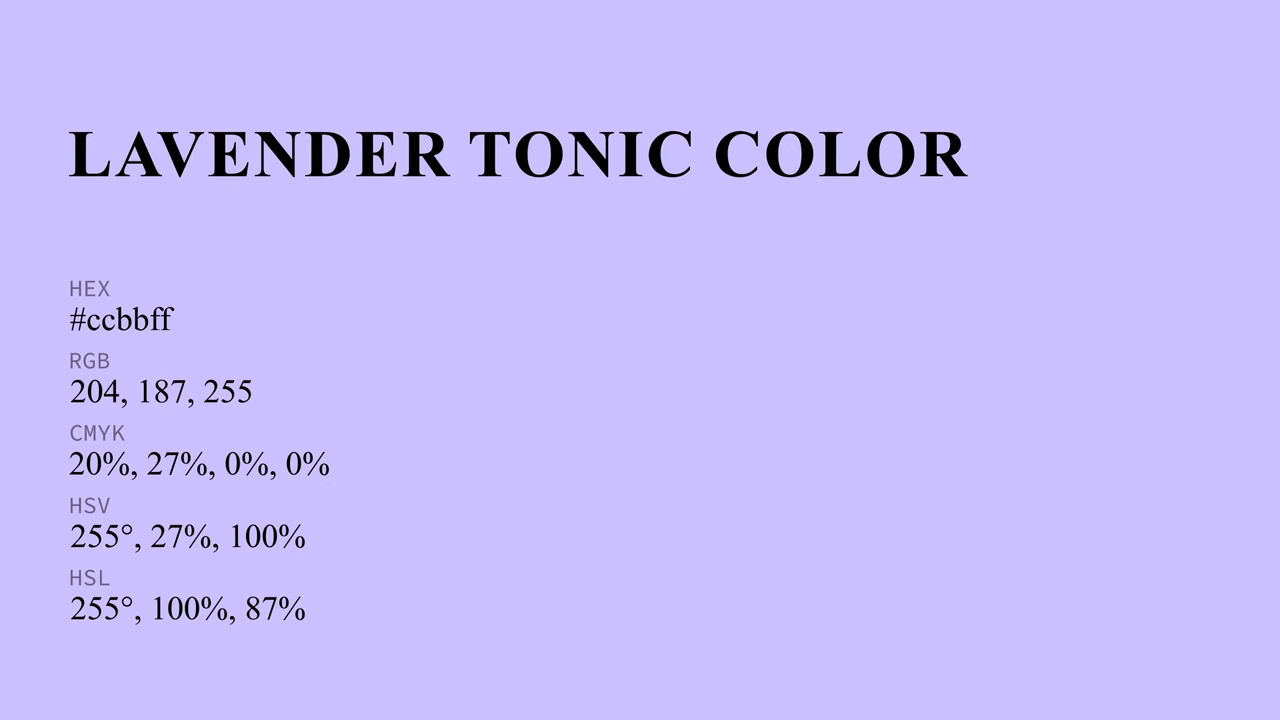 LAVENDER TONIC COLOR
HEX
#ccbbff
RGB
204, 187, 255
CMYK
20%, 27%, 0%, 0%
HSV
255°, 27%, 100%
HSL
255°, 100%, 87%